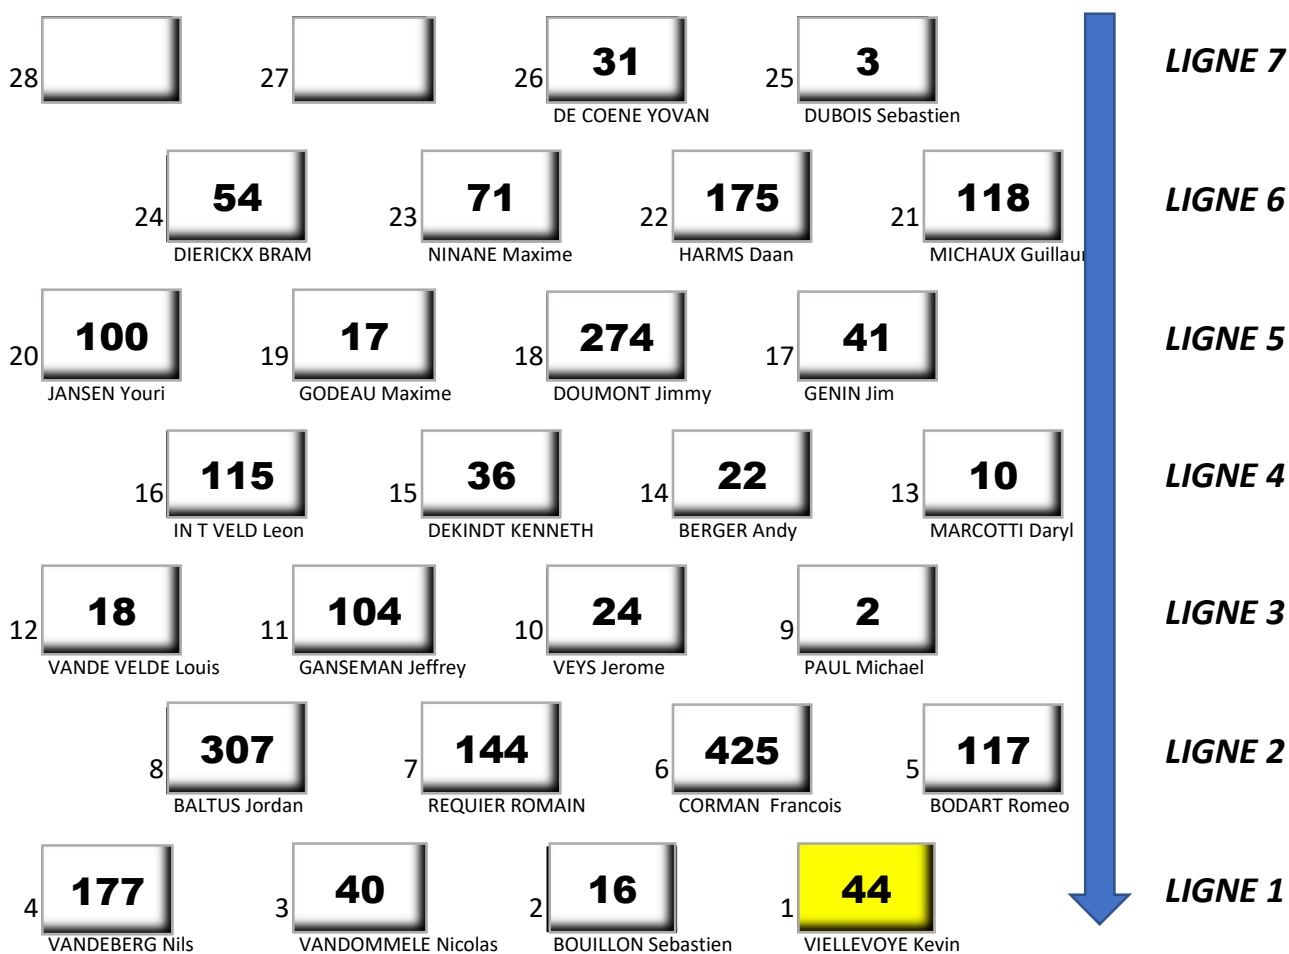 28 27 26 31 25 3 LIGNE 7
DE COENE YOVAN DUBOIS Sebastien
24 54 23 71 22 175 21 118 LIGNE 6
DIERICKX BRAM NINANE Maxime HARMS Daan MICHAUX Guillau
20 100 19 17 18 274 17 41 LIGNE 5
JANSEN Youri GODEAU Maxime DOUMONT Jimmy GENIN Jim
16 115 15 36 14 22 13 10 LIGNE 4
IN T VELD Leon DEKINDT KENNETH BERGER Andy MARCOTTI Daryl
12 18 11 104 10 24 9 2 LIGNE 3
VANDE VELDE Louis GANSEMAN Jeffrey VEYS Jerome PAUL Michael
8 307 7 144 6 425 5 117 LIGNE 2
BALTUS Jordan REQUIER ROMAIN CORMAN  Francois BODART Romeo
4 177 3 40 2 16 1 44 LIGNE 1
VANDEBERG Nils VANDOMMELE Nicolas BOUILLON Sebastien VIELLEVOYE Kevin